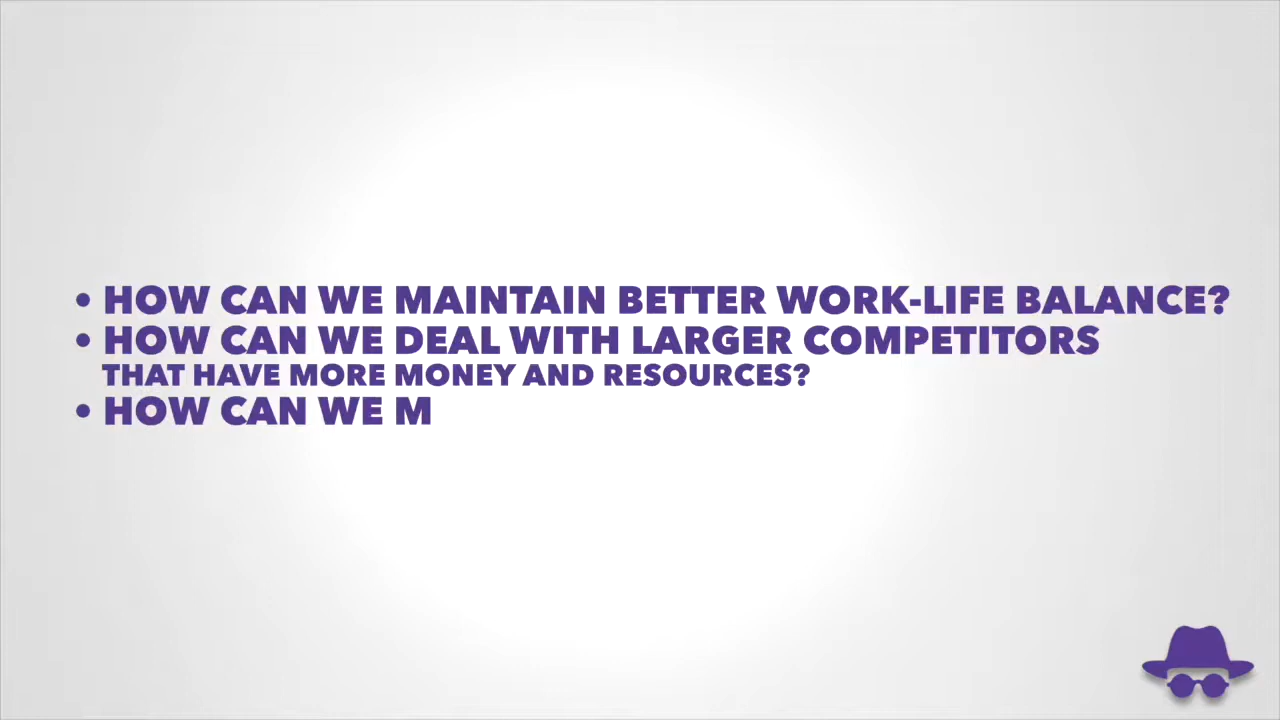 • HOW CAN WE MAINTAIN BETTER WORK-LIFE BALANCE?
• HOW CAN WE DEAL WITH LARGER COMPETITORS
THAT HAVE MORE MONEY AND RESOURCES?
• HOW CAN WE M